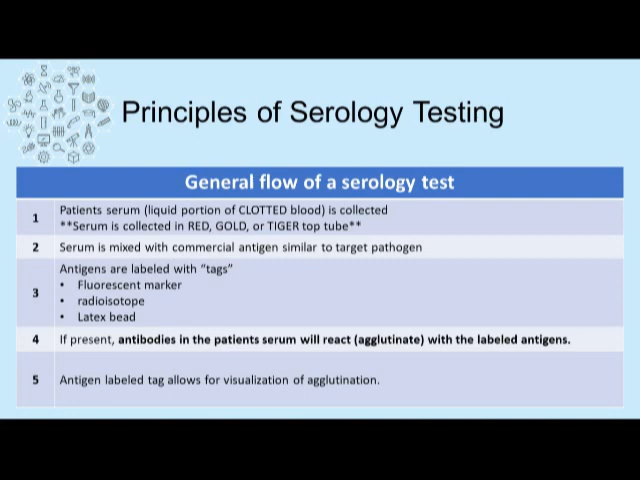 Principles of Serology Testing
General flow of a serology test
1
Patients serum (liquid portion of CLOTTED blood) is collected
**Serum is collected in RED, GOLD, or TIGER top tube**
2
Serum is mixed with commercial antigen similar to target pathogen
3
Antigens are labeled with “tags”
• Fluorescent marker
• radioisotope
• Latex bead
4
If present, antibodies in the patients serum will react (agglutinate) with the labeled antigens.
5
Antigen labeled tag allows for visualization of agglutination.